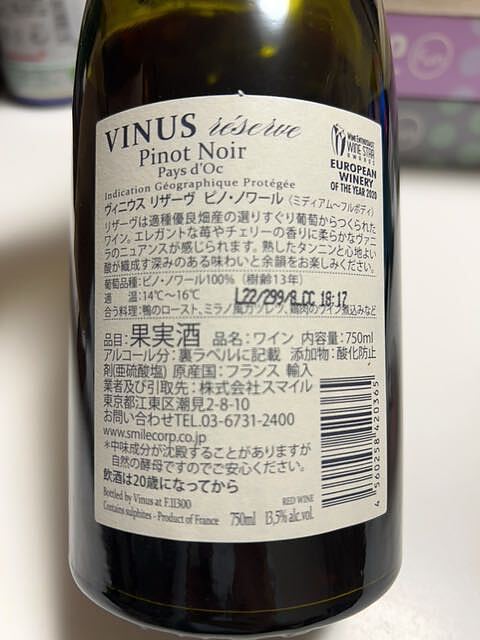 VINUS réserve
Pinot Noir
Pays d'Oc
Indication Géographique Protégée
WINE ENTHUSIAST
WINE STAR
AWARDS
EUROPEAN
WINERY
OF THE YEAR 2020
ヴィニウス リザーヴ ピノ・ノワール〈ミディアム〜フルボディ〉
リザーヴは適種優良畑産の選りすぐり葡萄からつくられた
ワイン。エレガントな苺やチェリーの香りに柔らかなヴァニ
ラのニュアンスが感じられます。熟したタンニンと心地よい
酸が織成す深みのある味わいと余韻をお楽しみください。
葡萄品種：ピノ・ノワール100%（樹齢13年）
適 温：14℃〜16℃
L22/299/8 CC 18:17
合う料理：鴨のロースト、ミラノ風カツレツ、鶏肉のワイン煮込みなど
品目：果実酒 品名：ワイン 内容量：750ml
アルコール分：裏ラベルに記載 添加物：酸化防止
剤(亜硫酸塩) 原産国：フランス 輸入
業者及び引取先：株式会社スマイル
東京都江東区潮見2-8-10
お問い合わせTEL.03-6731-2400
www.smilecorp.co.jp
＊中味成分が沈殿することがありますが
自然の酵母ですのでご安心ください。
飲酒は20歳になってから
Bottled by Vinus at F.11300
Contains sulphites - Product of France 750ml 13,5% alc.vol.
RED WINE
4 560258 420365